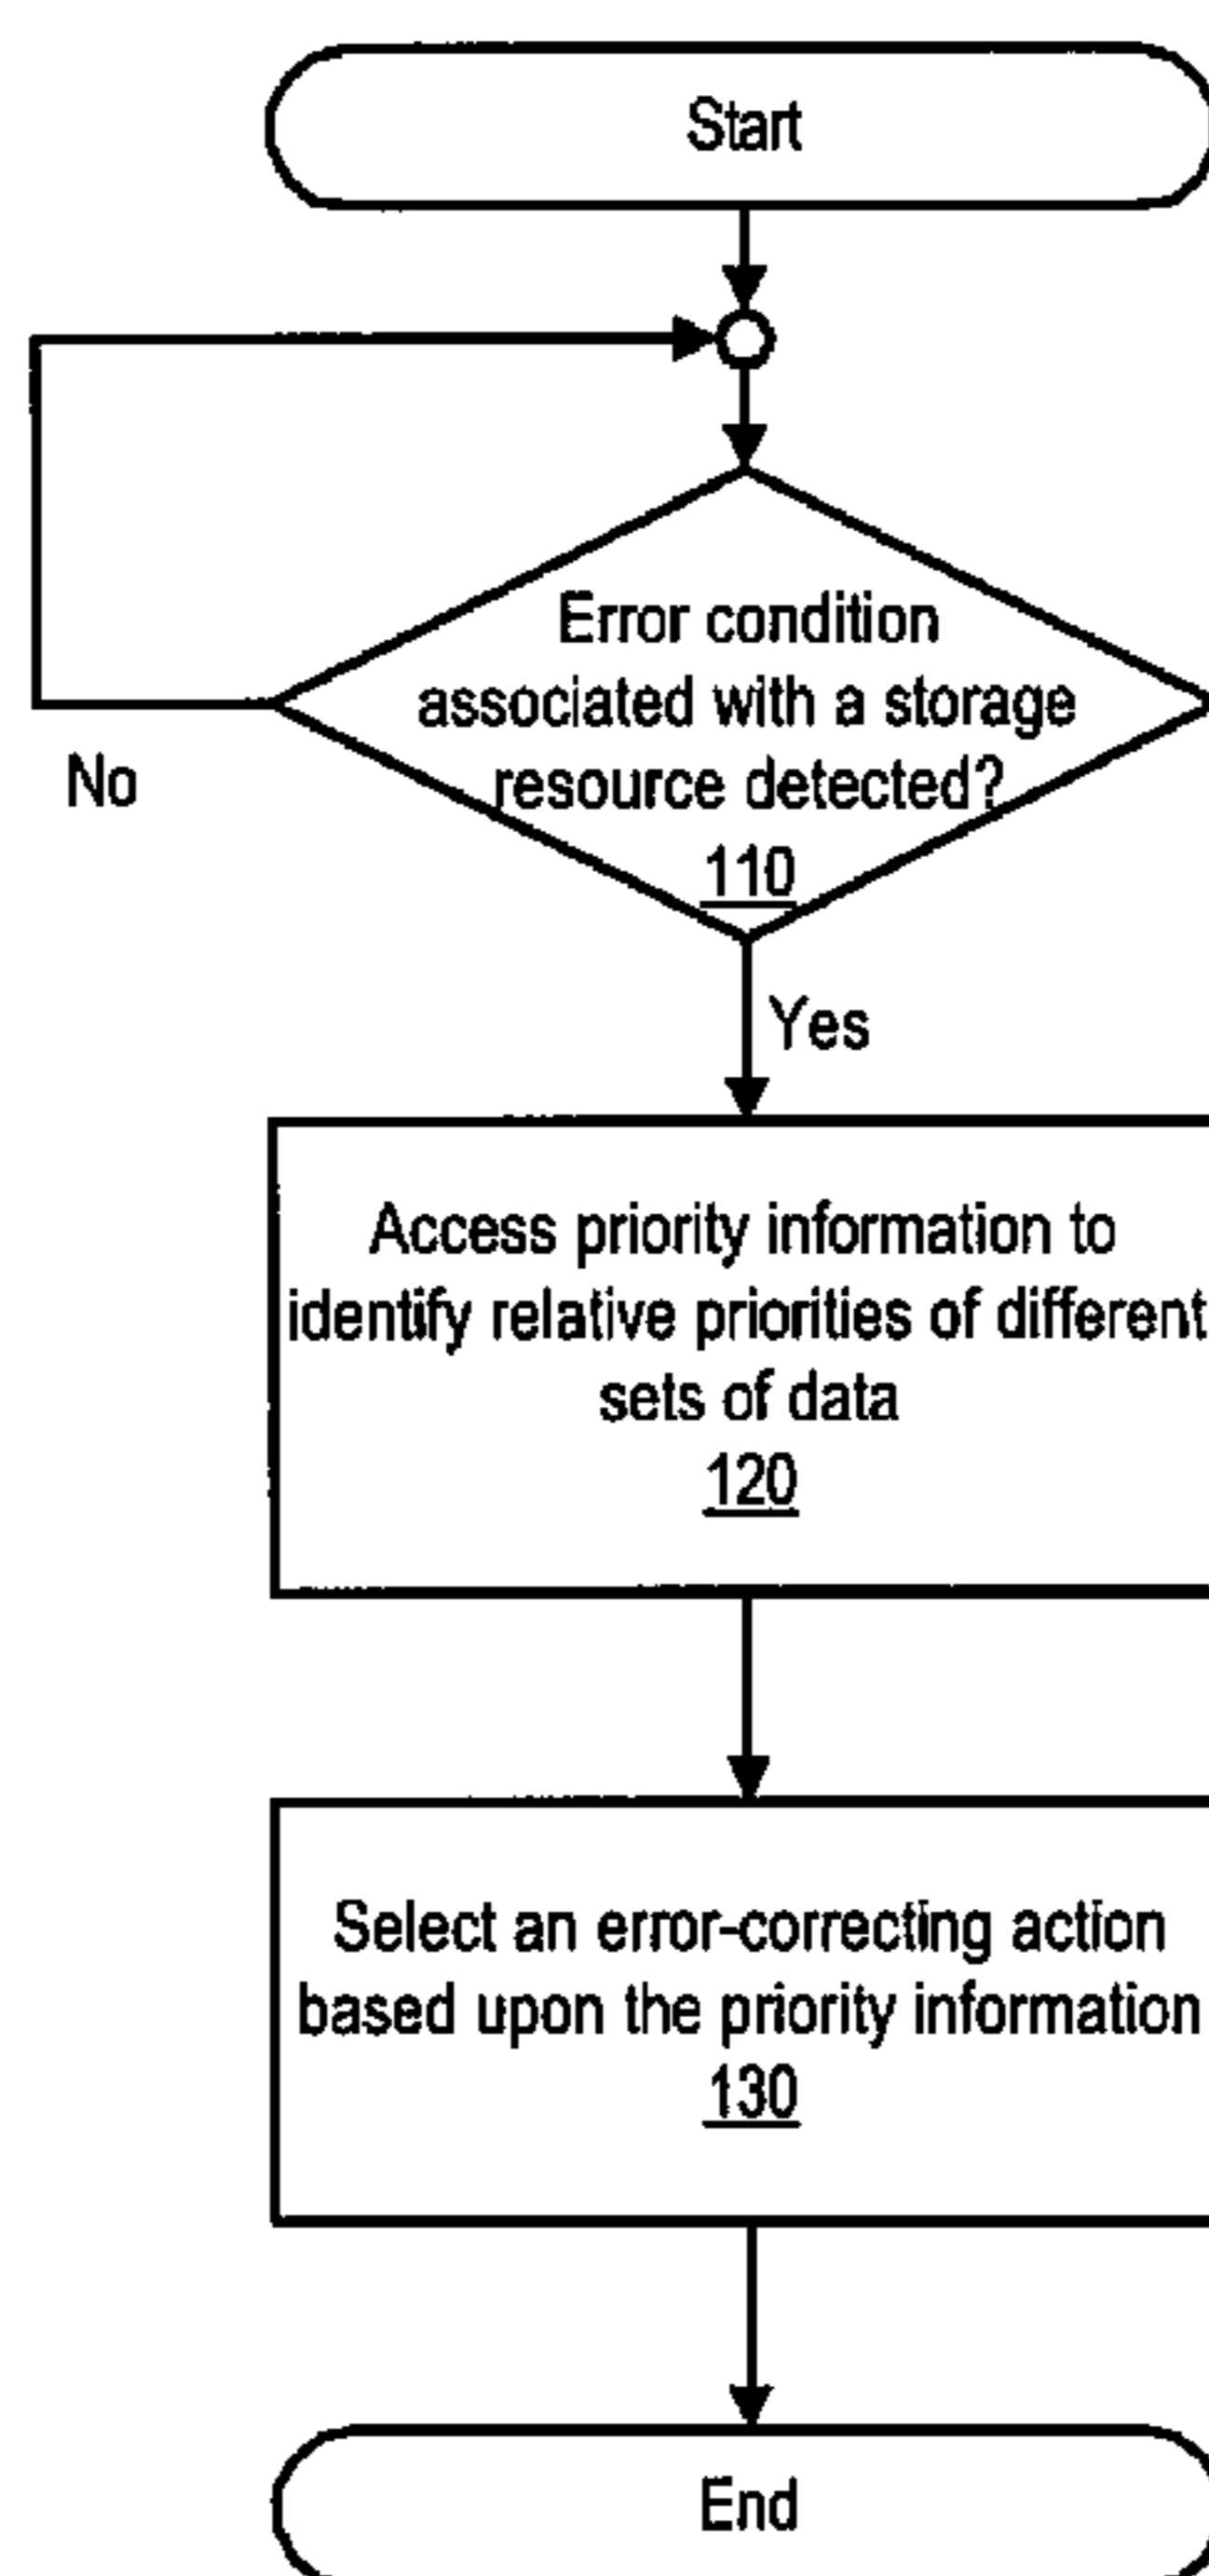 Start
Error condition
associated with a storage
resource detected?
110
No
Yes
Access priority information to
identify relative priorities of different
sets of data
120
Select an error-correcting action
based upon the priority information
130
End